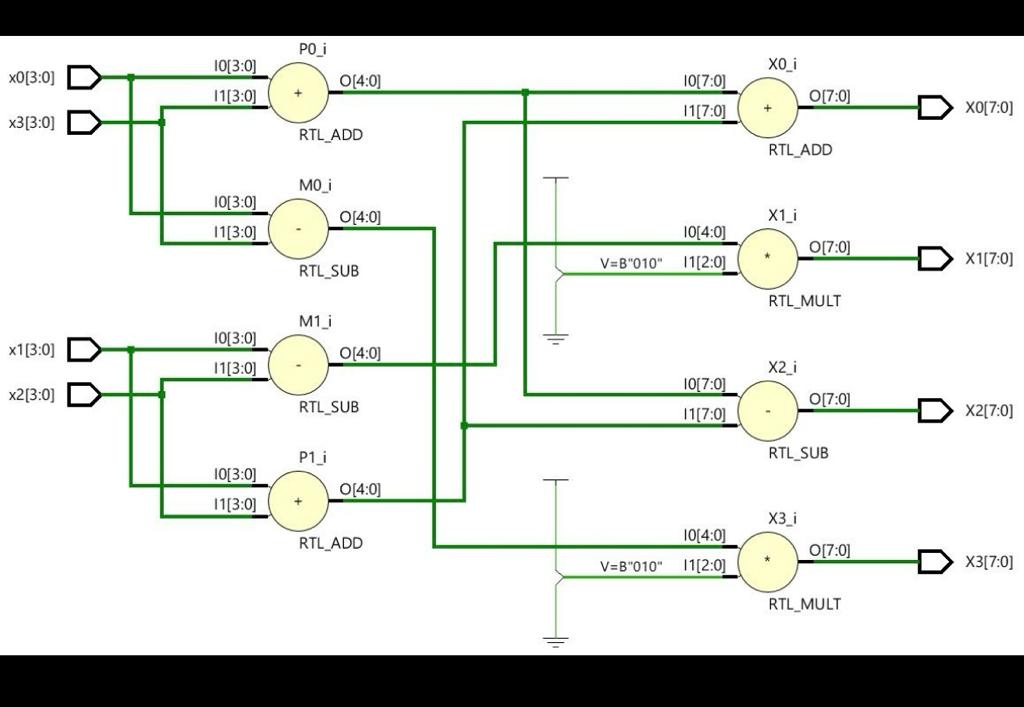 P0_i
x0[3:0] I0[3:0] O[4:0]
x3[3:0] I1[3:0] +
RTL_ADD
M0_i
I0[3:0] O[4:0]
I1[3:0] -
RTL_SUB
M1_i
x1[3:0] I0[3:0] O[4:0]
x2[3:0] I1[3:0] -
RTL_SUB
P1_i
I0[3:0] O[4:0]
I1[3:0] +
RTL_ADD
X0_i
I0[7:0] O[7:0] X0[7:0]
I1[7:0] +
RTL_ADD
X1_i
I0[4:0] O[7:0] X1[7:0]
V=B"010" I1[2:0] *
RTL_MULT
X2_i
I0[7:0] O[7:0] X2[7:0]
I1[7:0] -
RTL_SUB
X3_i
I0[4:0] O[7:0] X3[7:0]
V=B"010" I1[2:0] *
RTL_MULT